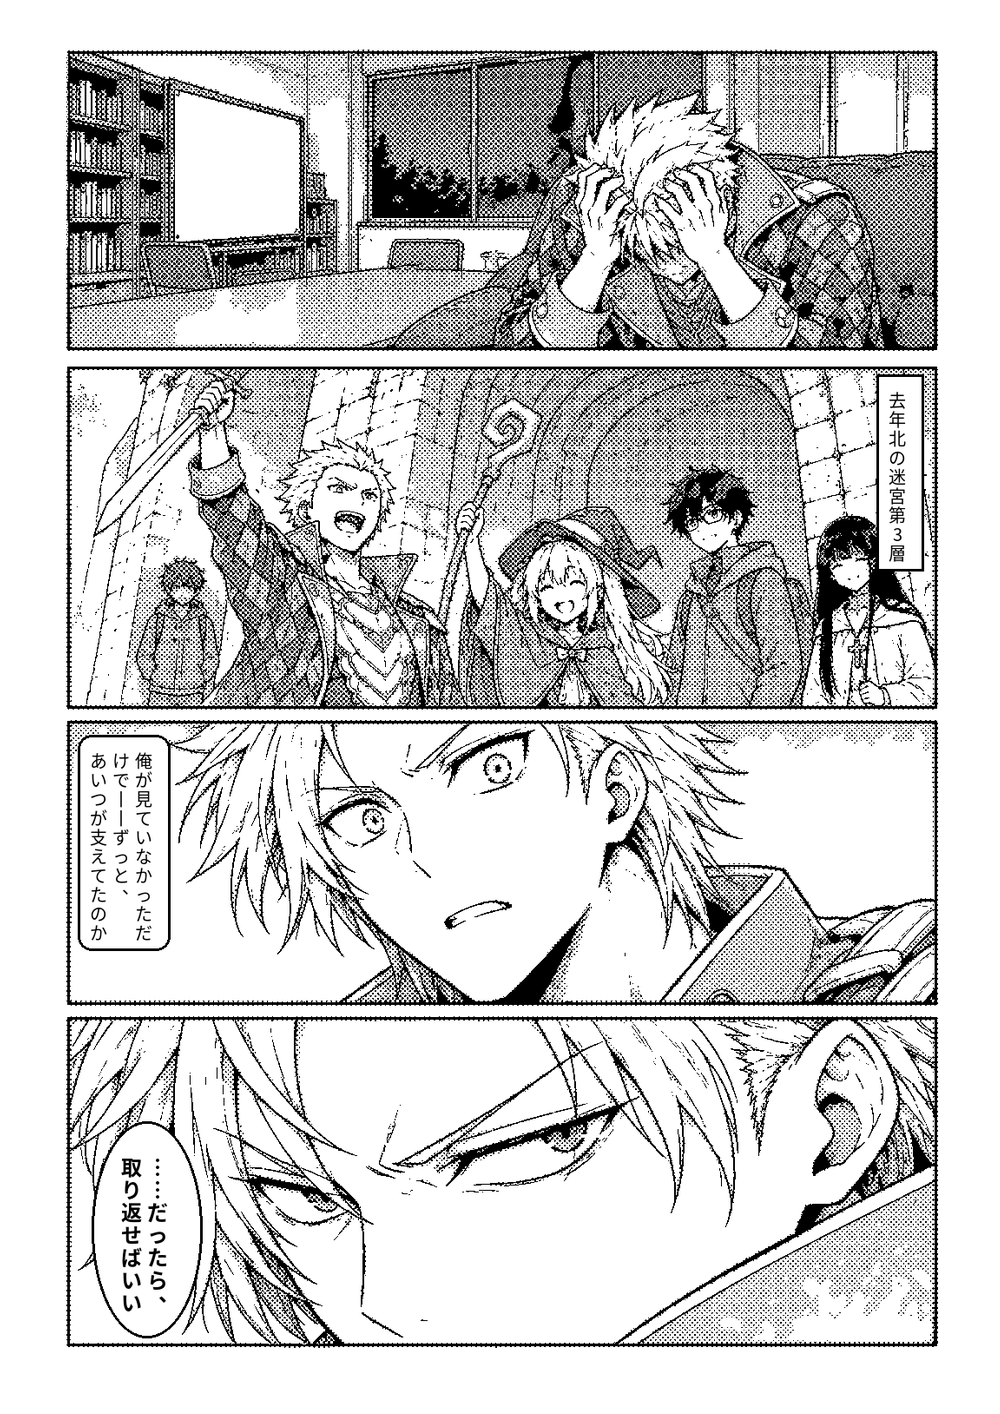 去年北の迷宮第3層
俺が見ていなかっただ
けで——ずっと、
あいつが支えてたのか
……だったら、
取り返せばいい